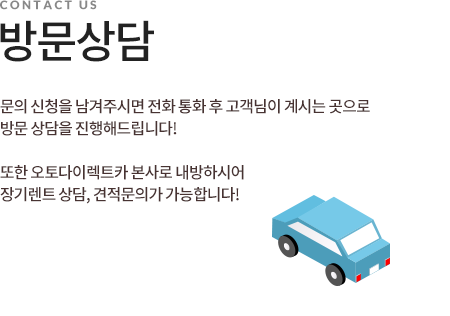 CONTACT US
방문상담
문의 신청을 남겨주시면 전화 통화 후 고객님이 계시는 곳으로
방문 상담을 진행해드립니다!
또한 오토다이렉트카 본사로 내방하시어
장기렌트 상담, 견적문의가 가능합니다!